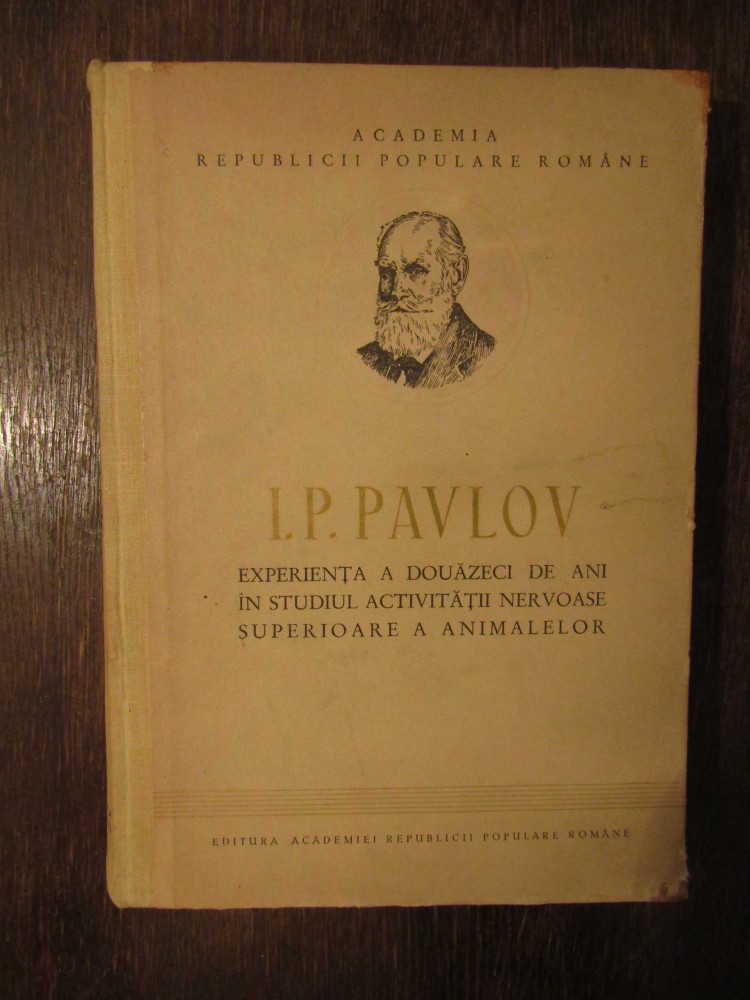 ACADEMIA
REPUBLICII POPULARE ROMÂNE
I.P. PAVLOV
EXPERIENȚA A DOUĂZECI DE ANI
ÎN STUDIUL ACTIVITĂȚII NERVOASE
SUPERIOARE A ANIMALELOR
EDITURA ACADEMIEI REPUBLICII POPULARE ROMÂNE